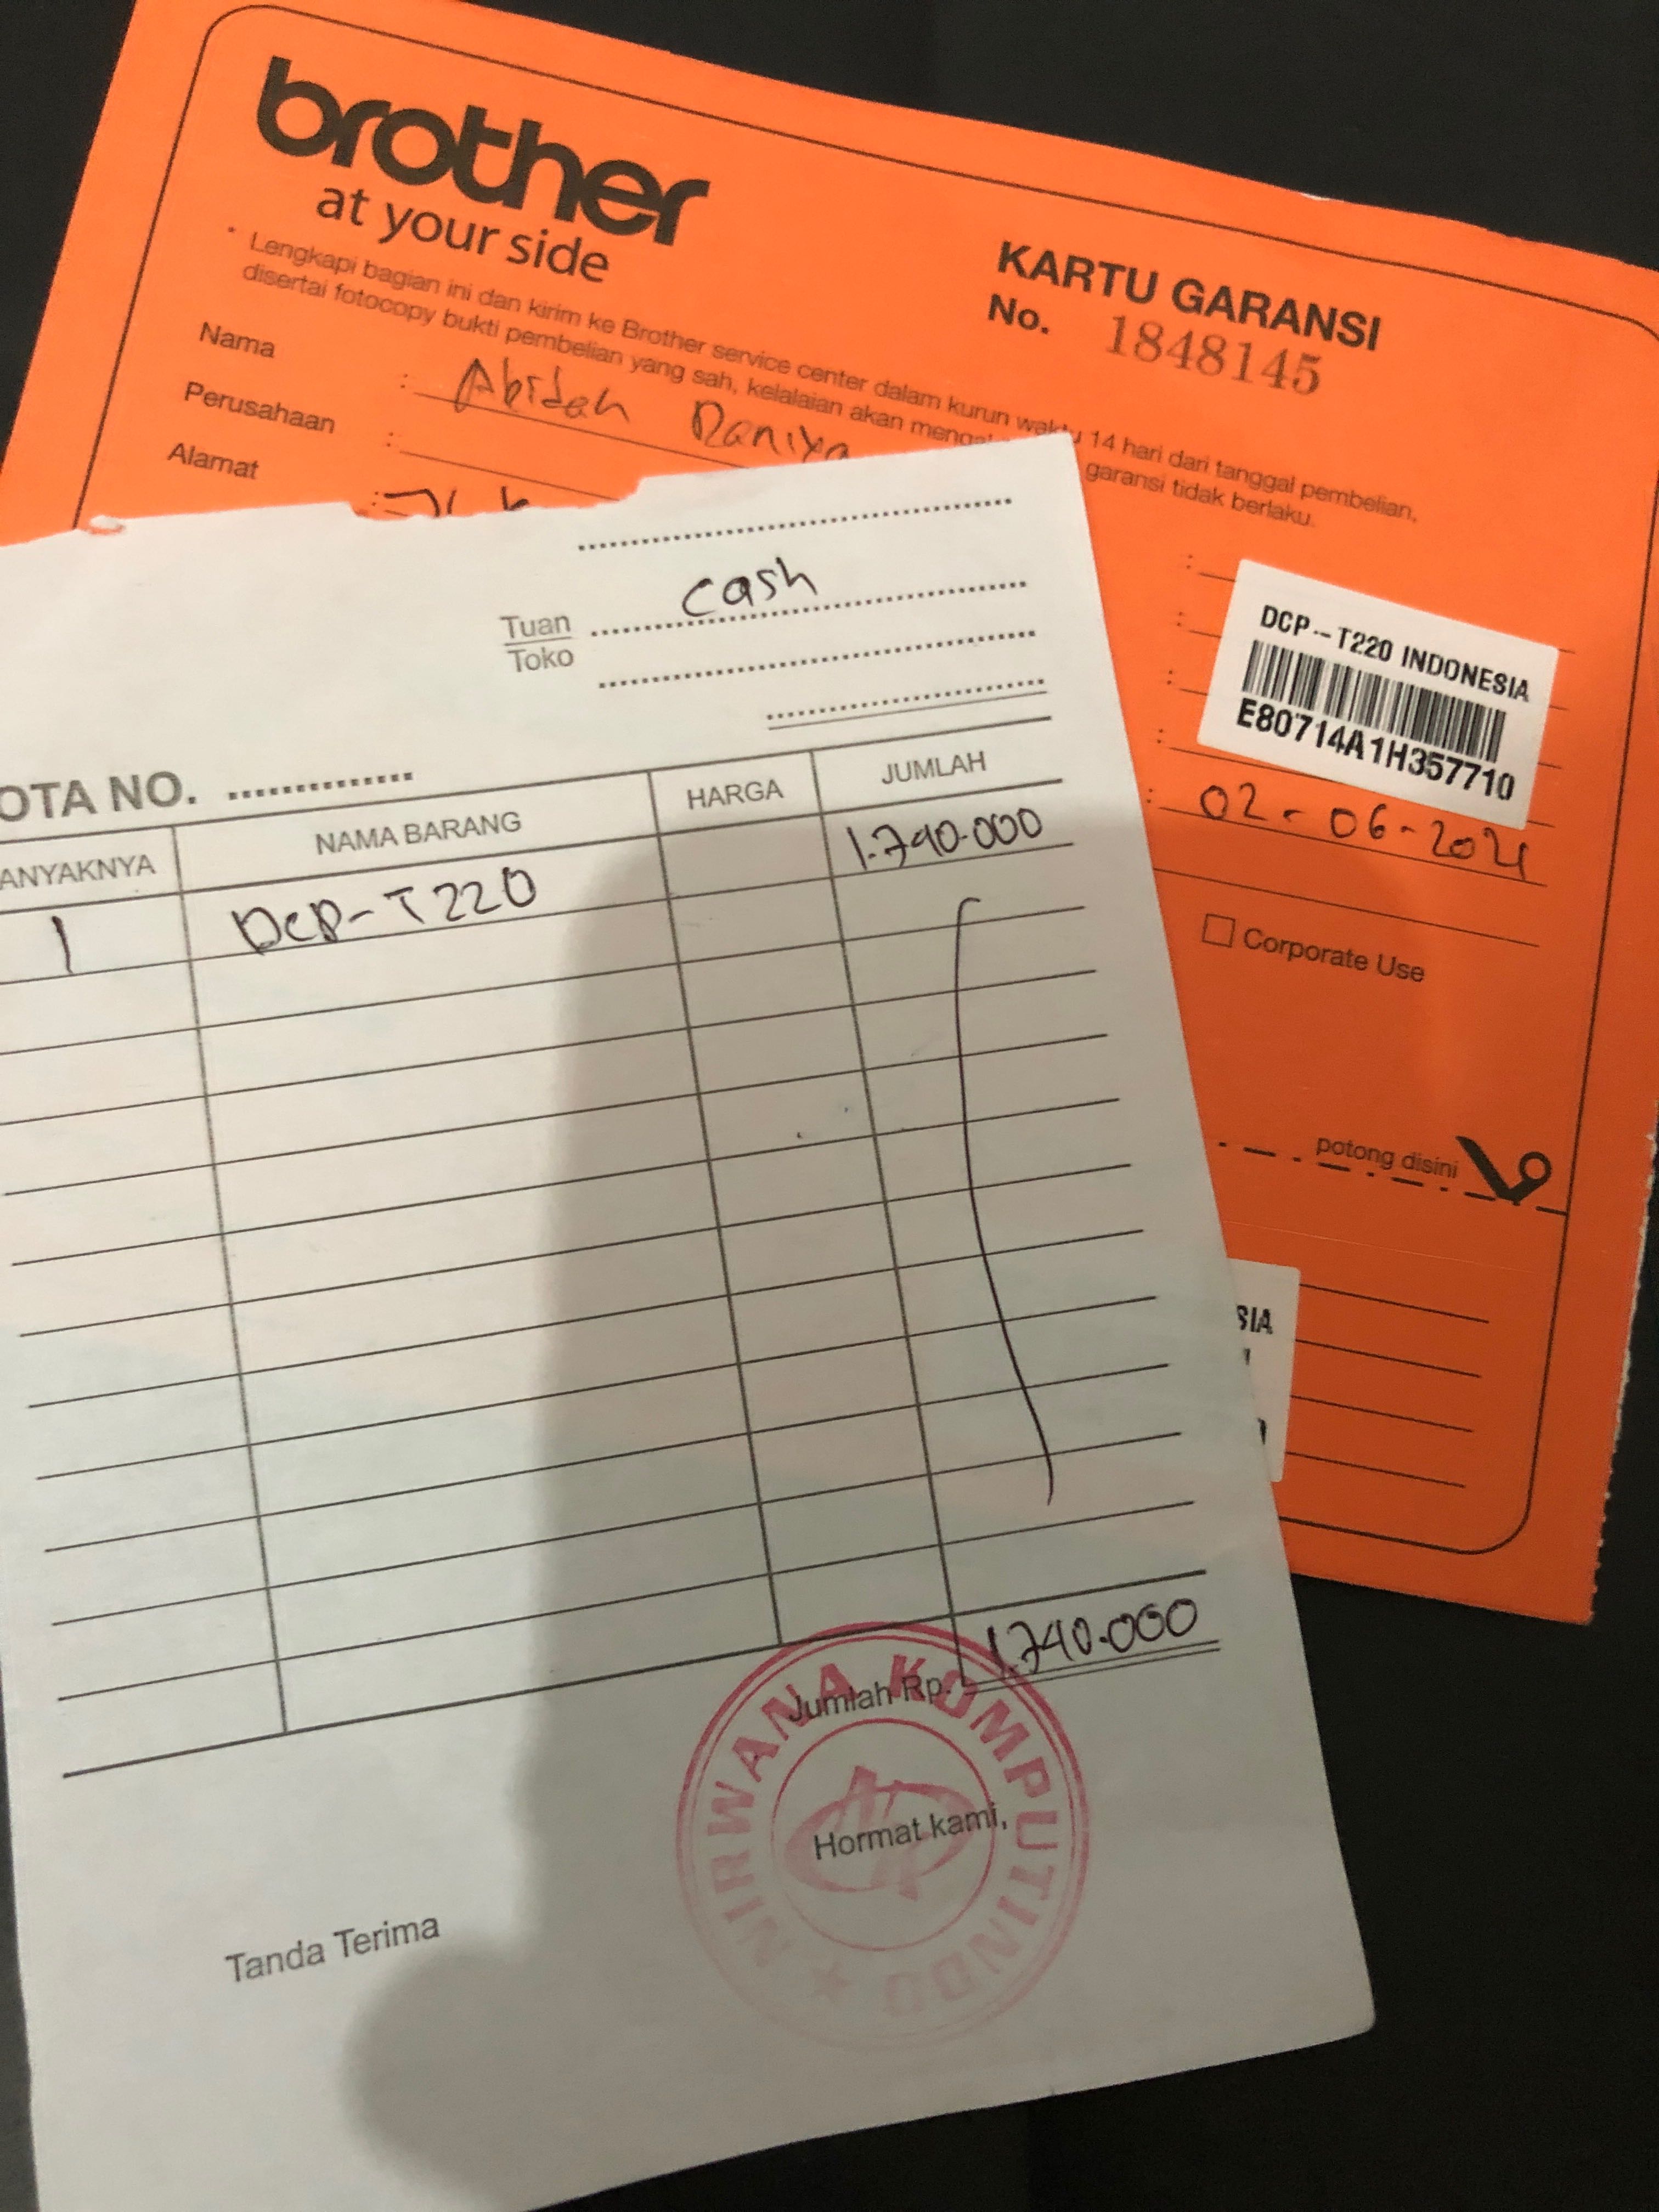 brother
at your side
KARTU GARANSI
No. 1848145
* Lengkapi bagian ini dan kirim ke Brother service center dalam kurun waktu 14 hari dari tanggal pembelian,
disertai fotocopy bukti pembelian yang sah, kelalaian akan garansi tidak berlaku.
Nama : Abidah Daniya
Perusahaan :
Alamat :
DCP-T220 INDONESIA
E80714A1H357710
: 02-06-2021
Corporate Use
potong disini
SIA
Tuan cash
Toko
OTA NO.
ANYAKNYA NAMA BARANG HARGA JUMLAH
1 DCP-T220 1.740.000
Jumlah Rp. 1.740.000
Tanda Terima
Hormat kami,
NIRWANA KOMPUTINDO